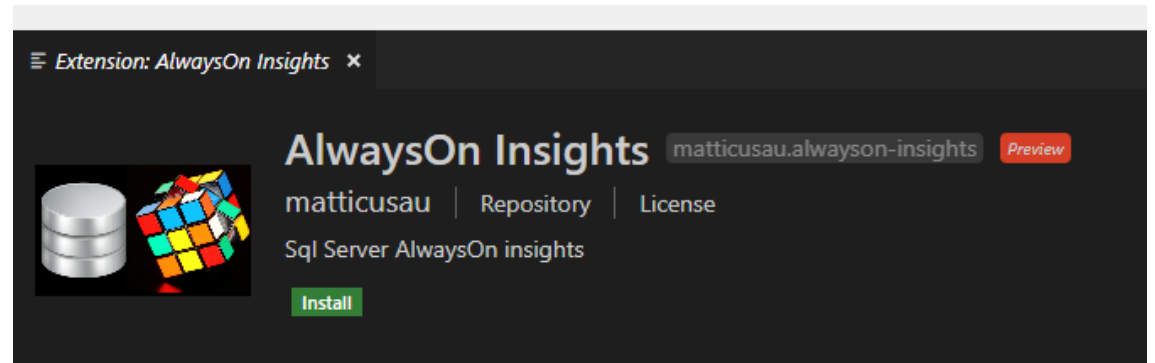 Extension: AlwaysOn Insights
AlwaysOn Insights matticusau.alwayson-insights Preview
matticusau | Repository | License
Sql Server AlwaysOn insights
Install